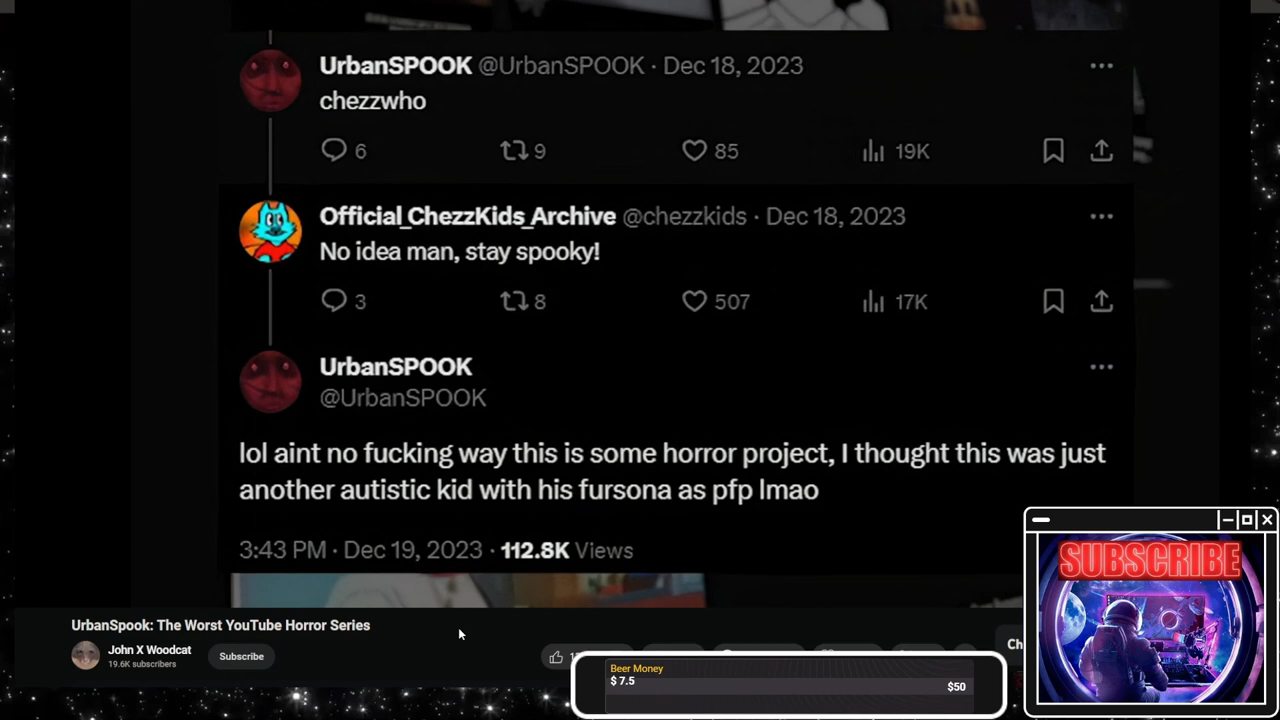 UrbanSPOOK @UrbanSPOOK · Dec 18, 2023
chezzwho
6 9 85 19K
Official_ChezzKids_Archive @chezzkids · Dec 18, 2023
No idea man, stay spooky!
3 8 507 17K
UrbanSPOOK
@UrbanSPOOK
lol aint no fucking way this is some horror project, I thought this was just
another autistic kid with his fursona as pfp lmao
3:43 PM · Dec 19, 2023 · 112.8K Views
SUBSCRIBE
UrbanSpook: The Worst YouTube Horror Series
John X Woodcat
19.6K subscribers
Subscribe
Ch
Beer Money
$ 7.5
$50